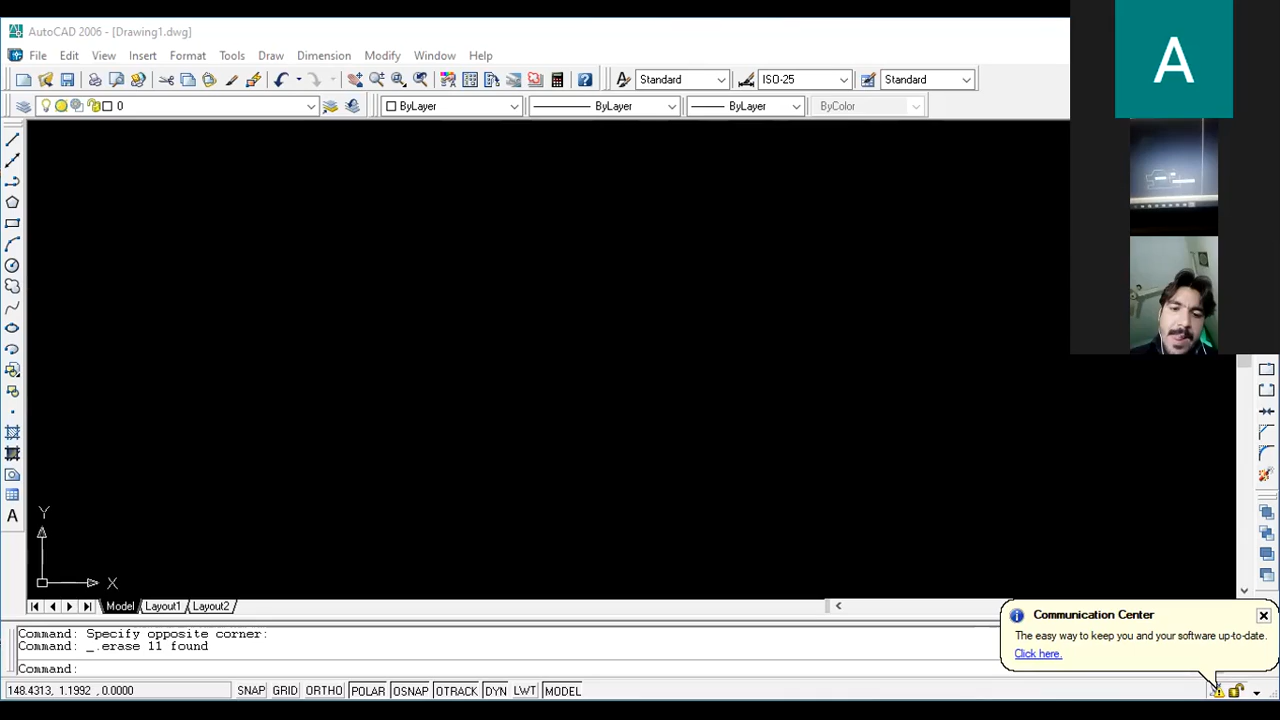 AutoCAD 2006 - [Drawing1.dwg]
File Edit View Insert Format Tools Draw Dimension Modify Window Help
Standard ISO-25 Standard
0 ByLayer ByLayer ByLayer ByColor
A
A
Y
X
Model Layout1 Layout2
Command: Specify opposite corner:
Command: _.erase 11 found
Command:
Communication Center
The easy way to keep you and your software up-to-date.
Click here.
148.4313, 1.1992 , 0.0000 SNAP GRID ORTHO POLAR OSNAP OTRACK DYN LWT MODEL